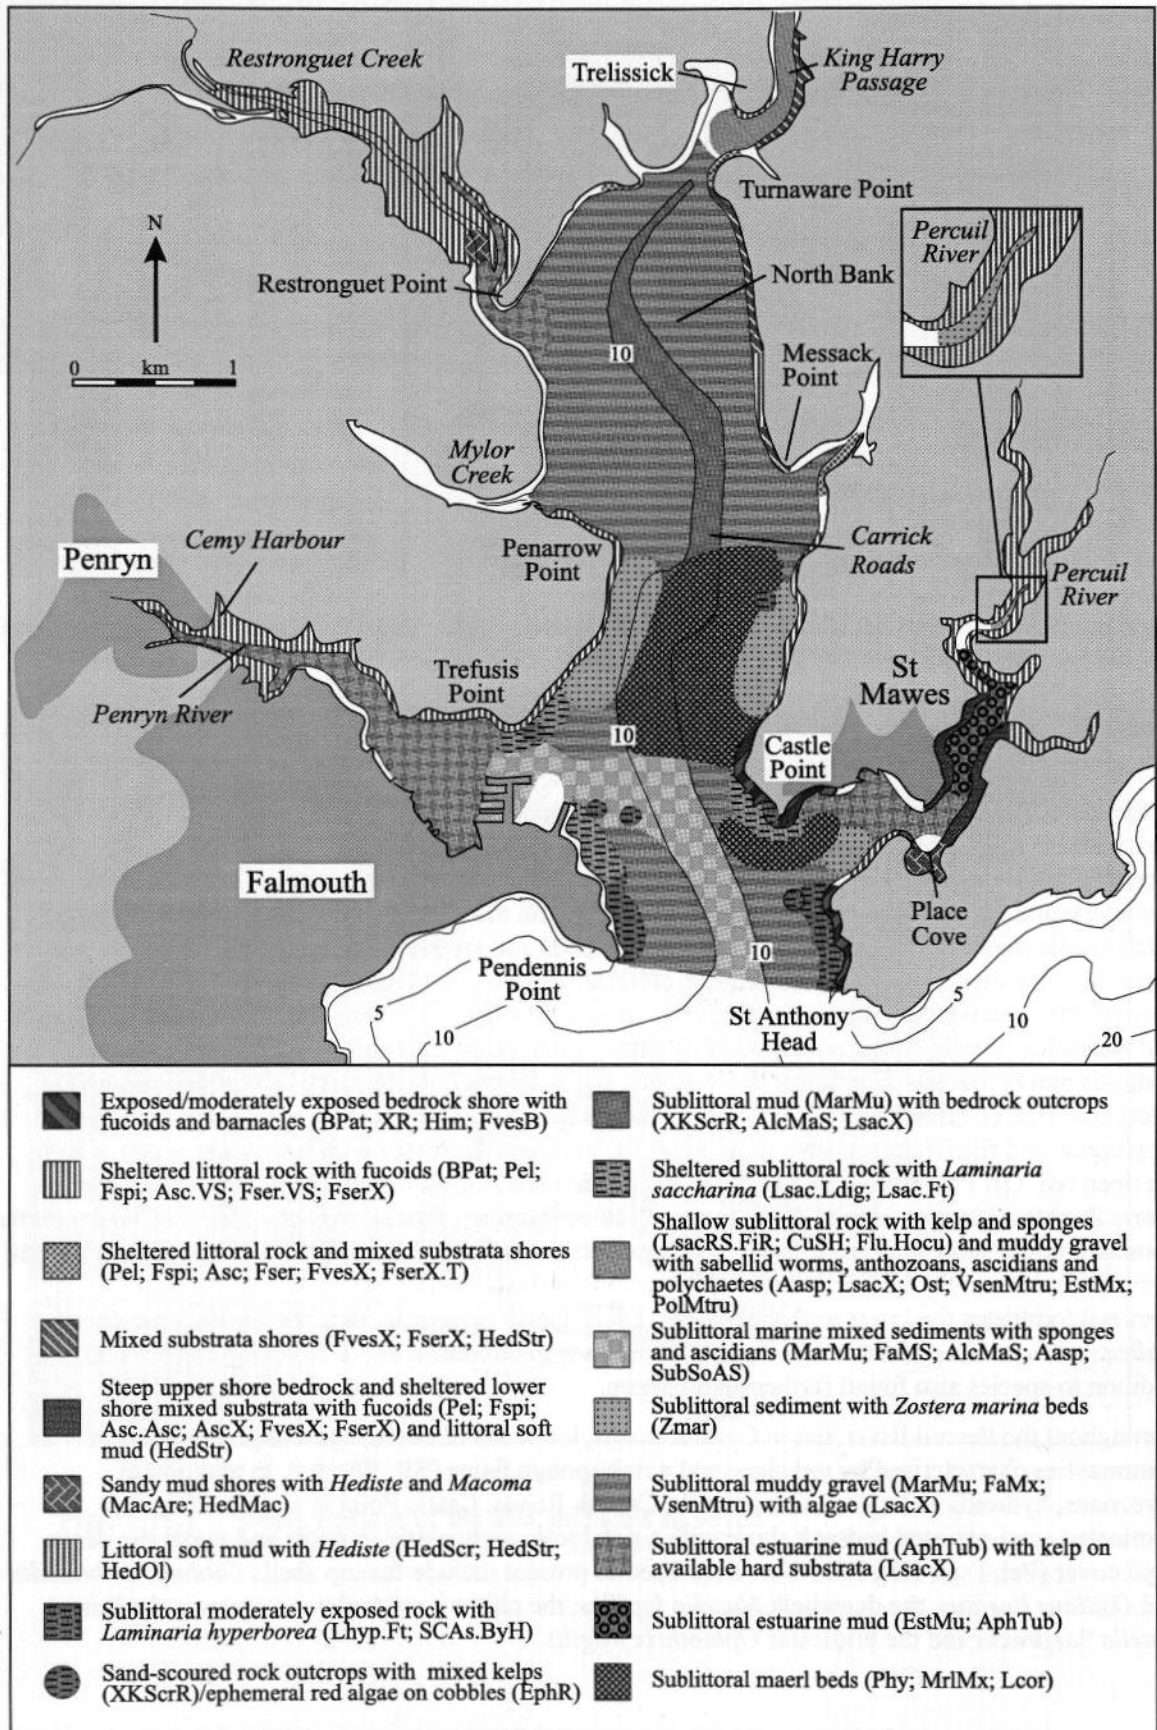 Restronguet Creek
Trelissick
King Harry
Passage
N
Turnaware Point
Percuil
River
Restronguet Point
North Bank
0 km 1
10
Messack
Point
Mylor
Creek
Cemy Harbour
Penryn
Penarrow
Point
Carrick
Roads
Percuil
River
Trefusis
Point
St
Mawes
Penryn River
10
Castle
Point
Falmouth
Place
Cove
10
Pendennis
Point
St Anthony
Head
5
10
5
10
20
Exposed/moderately exposed bedrock shore with
fucoids and barnacles (BPat; XR; Him; FvesB)
Sheltered littoral rock with fucoids (BPat; Pel;
Fspi; Asc.VS; Fser.VS; FserX)
Sheltered littoral rock and mixed substrata shores
(Pel; Fspi; Asc; Fser; FvesX; FserX.T)
Mixed substrata shores (FvesX; FserX; HedStr)
Steep upper shore bedrock and sheltered lower
shore mixed substrata with fucoids (Pel; Fspi;
Asc.Asc; AscX; FvesX; FserX) and littoral soft
mud (HedStr)
Sandy mud shores with Hediste and Macoma
(MacAre; HedMac)
Littoral soft mud with Hediste (HedScr; HedStr;
HedOl)
Sublittoral moderately exposed rock with
Laminaria hyperborea (Lhyp.Ft; SCAs.ByH)
Sand-scoured rock outcrops with mixed kelps
(XKScrR)/ephemeral red algae on cobbles (EphR)
Sublittoral mud (MarMu) with bedrock outcrops
(XKScrR; AlcMaS; LsacX)
Sheltered sublittoral rock with Laminaria
saccharina (Lsac.Ldig; Lsac.Ft)
Shallow sublittoral rock with kelp and sponges
(LsacRS.FiR; CuSH; Flu.Hocu) and muddy gravel
with sabellid worms, anthozoans, ascidians and
polychaetes (Aasp; LsacX; Ost; VsenMtru; EstMx;
PolMtru)
Sublittoral marine mixed sediments with sponges
and ascidians (MarMu; FaMS; AlcMaS; Aasp;
SubSoAS)
Sublittoral sediment with Zostera marina beds
(Zmar)
Sublittoral muddy gravel (MarMu; FaMx;
VsenMtru) with algae (LsacX)
Sublittoral estuarine mud (AphTub) with kelp on
available hard substrata (LsacX)
Sublittoral estuarine mud (EstMu; AphTub)
Sublittoral maerl beds (Phy; MrlMx; Lcor)